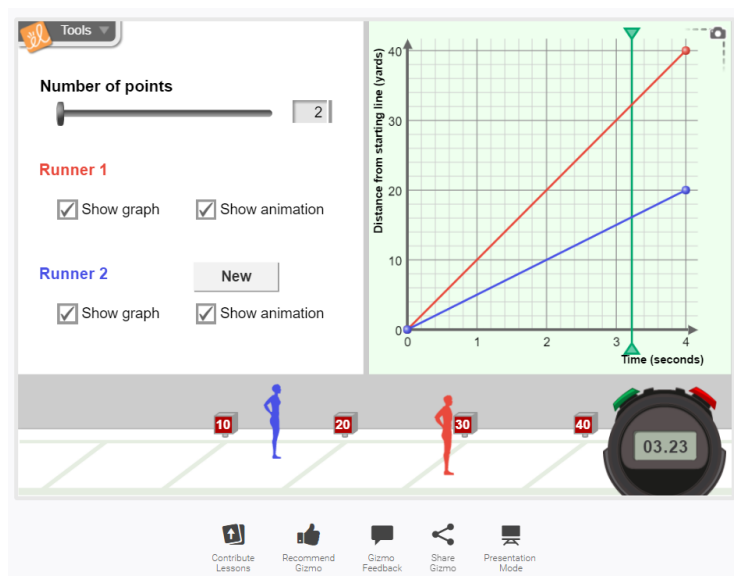 Tools
Number of points
2
Runner 1
Show graph
Show animation
Runner 2
New
Show graph
Show animation
Distance from starting line (yards)
40
30
20
10
0
0 1 2 3 4
Time (seconds)
10 20 30 40
03.23
Contribute
Lessons
Recommend
Gizmo
Gizmo
Feedback
Share
Gizmo
Presentation
Mode